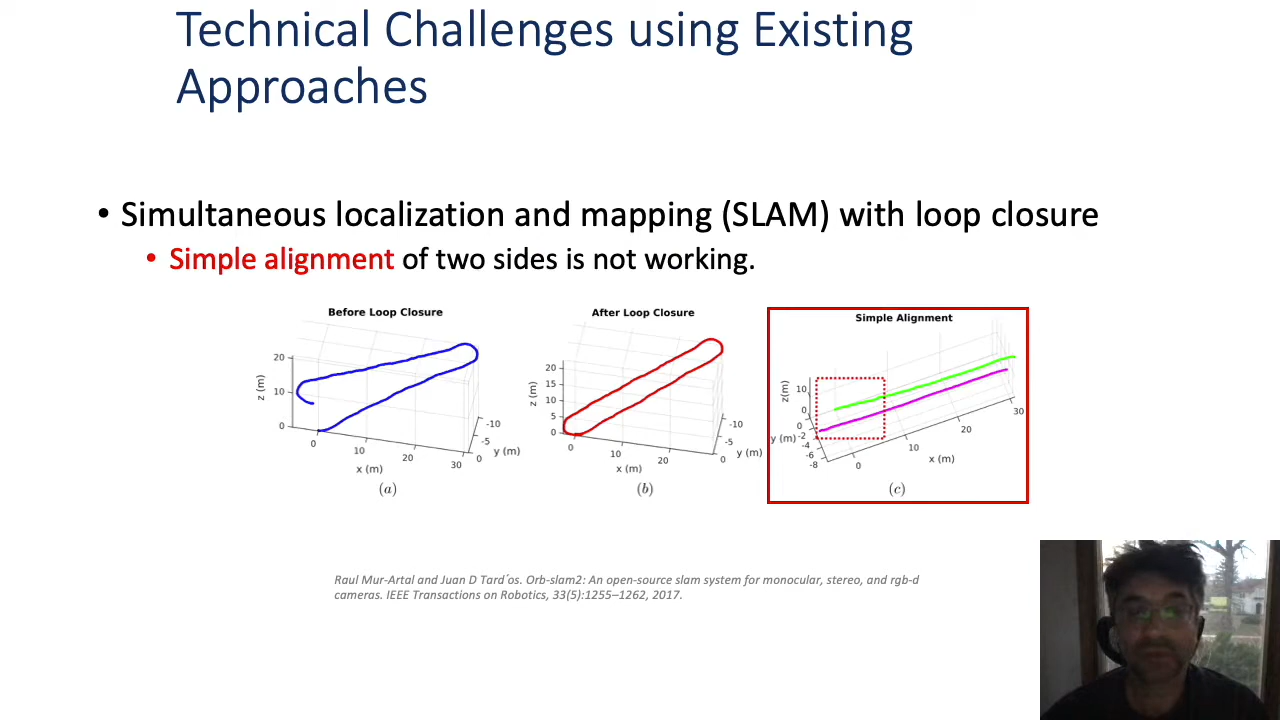 Technical Challenges using Existing
Approaches
• Simultaneous localization and mapping (SLAM) with loop closure
• Simple alignment of two sides is not working.
Before Loop Closure
20
10
0
z (m)
0
10
20
30
x (m)
-10
-5
0
y (m)
(a)
After Loop Closure
20
15
10
5
0
z (m)
0
10
20
x (m)
-10
-5
0
y (m)
(b)
Simple Alignment
10
0
z(m)
0
-2
-4
-6
-8
y (m)
0
10
20
30
x (m)
(c)
Raul Mur-Artal and Juan D Tard´os. Orb-slam2: An open-source slam system for monocular, stereo, and rgb-d
cameras. IEEE Transactions on Robotics, 33(5):1255–1262, 2017.